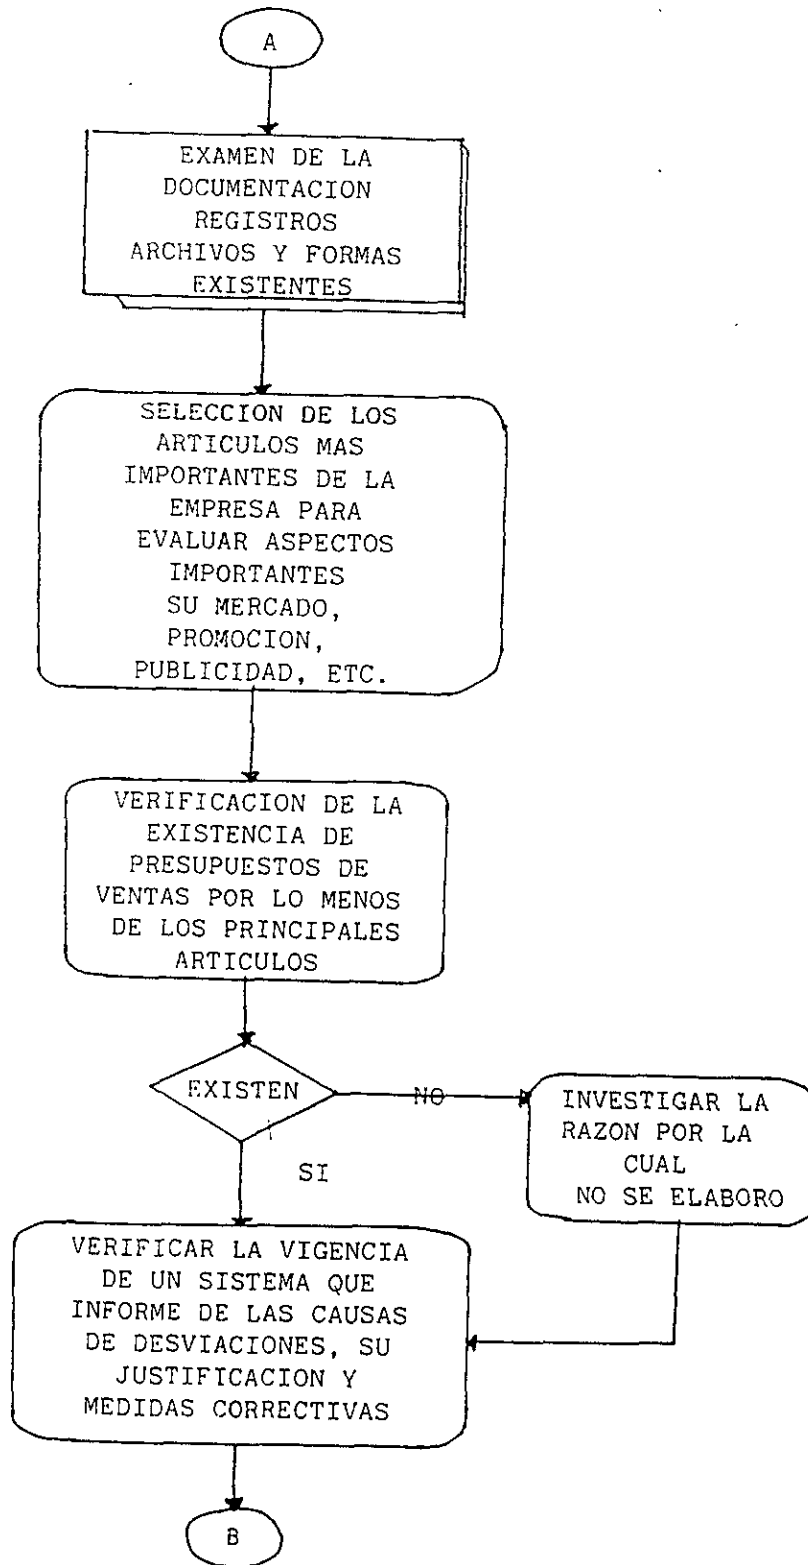 A
EXAMEN DE LA
DOCUMENTACION
REGISTROS
ARCHIVOS Y FORMAS
EXISTENTES
SELECCION DE LOS
ARTICULOS MAS
IMPORTANTES DE LA
EMPRESA PARA
EVALUAR ASPECTOS
IMPORTANTES
SU MERCADO,
PROMOCION,
PUBLICIDAD, ETC.
VERIFICACION DE LA
EXISTENCIA DE
PRESUPUESTOS DE
VENTAS POR LO MENOS
DE LOS PRINCIPALES
ARTICULOS
EXISTEN
NO
INVESTIGAR LA
RAZON POR LA
CUAL
NO SE ELABORO
SI
VERIFICAR LA VIGENCIA
DE UN SISTEMA QUE
INFORME DE LAS CAUSAS
DE DESVIACIONES, SU
JUSTIFICACION Y
MEDIDAS CORRECTIVAS
B